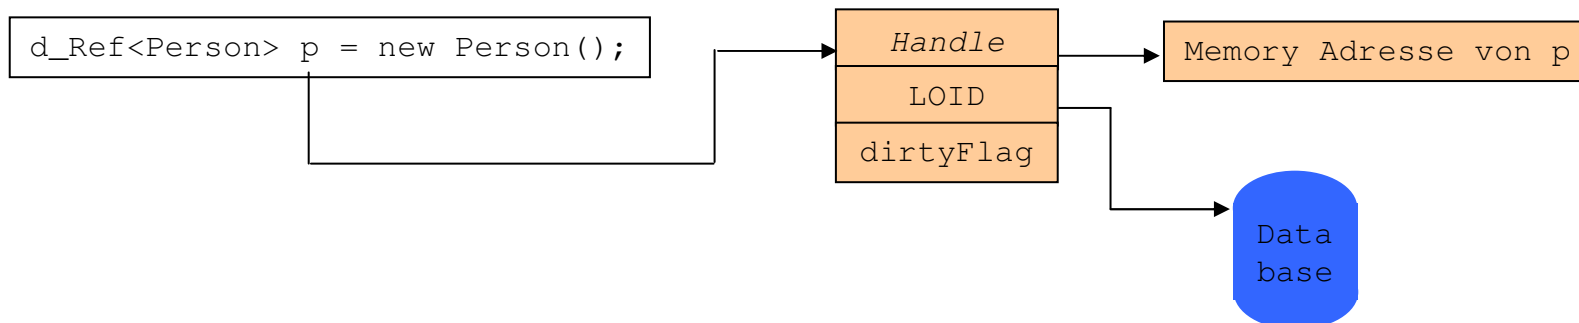 d_Ref<Person> p = new Person();
Handle
Memory Adresse von p
LOID
dirtyFlag
Data
base